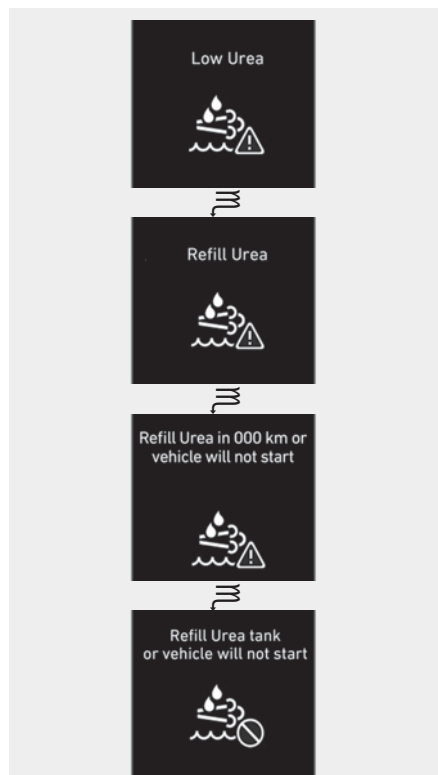 Low Urea
Refill Urea
Refill Urea in 000 km or
vehicle will not start
Refill Urea tank
or vehicle will not start